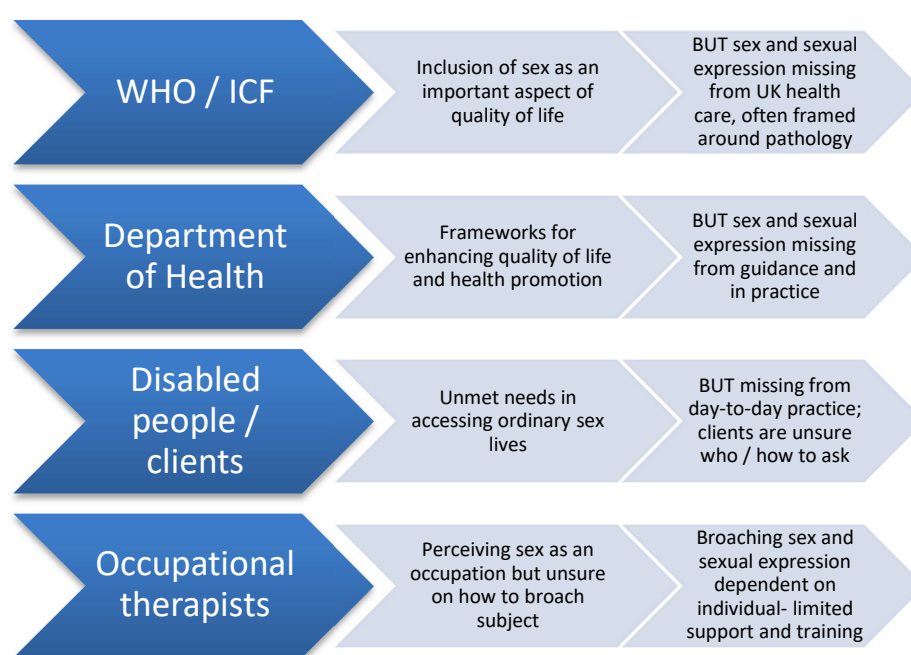 WHO / ICF
Inclusion of sex as an
important aspect of
quality of life
BUT sex and sexual
expression missing
from UK health
care, often framed
around pathology
Department
of Health
Frameworks for
enhancing quality of life
and health promotion
BUT sex and sexual
expression missing
from guidance and
in practice
Disabled
people /
clients
Unmet needs in
accessing ordinary sex
lives
BUT missing from
day-to-day practice;
clients are unsure
who / how to ask
Occupational
therapists
Perceiving sex as an
occupation but unsure
on how to broach
subject
Broaching sex and
sexual expression
dependent on
individual- limited
support and training